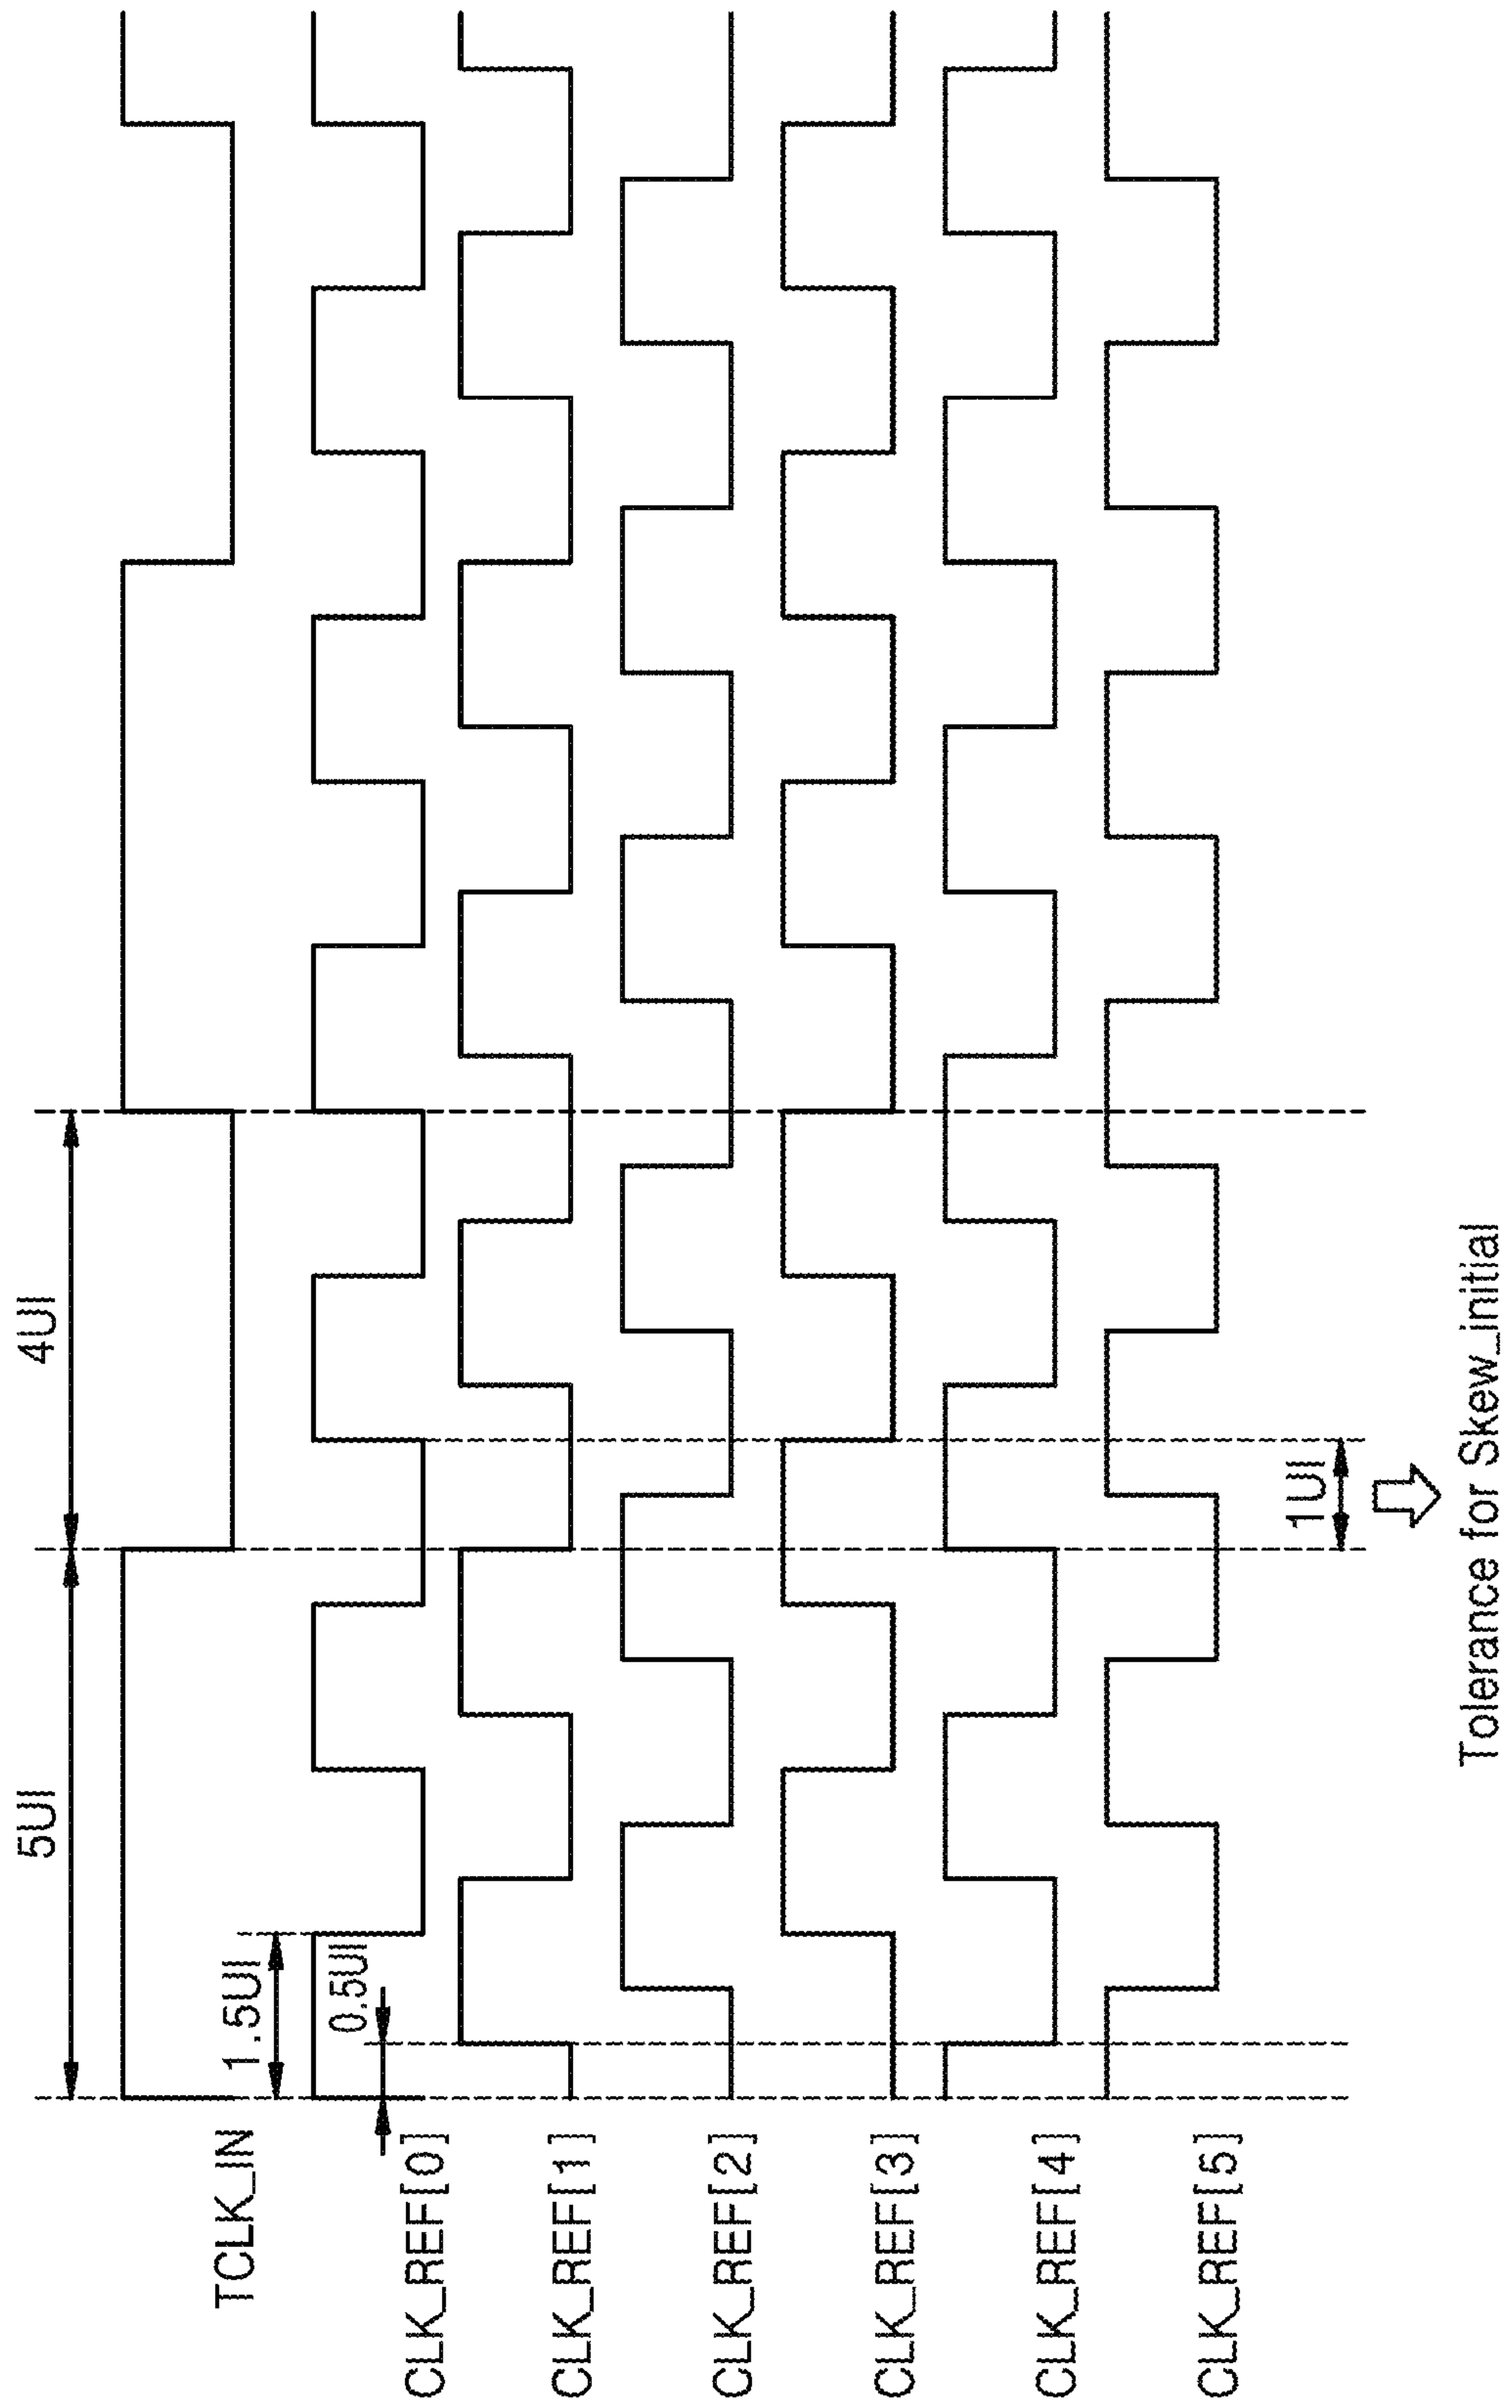 5UI
4UI
TCLK_IN
1.5UI
CLK_REF[0]
0.5UI
CLK_REF[1]
CLK_REF[2]
CLK_REF[3]
CLK_REF[4]
CLK_REF[5]
1UI
Tolerance for Skew_initial